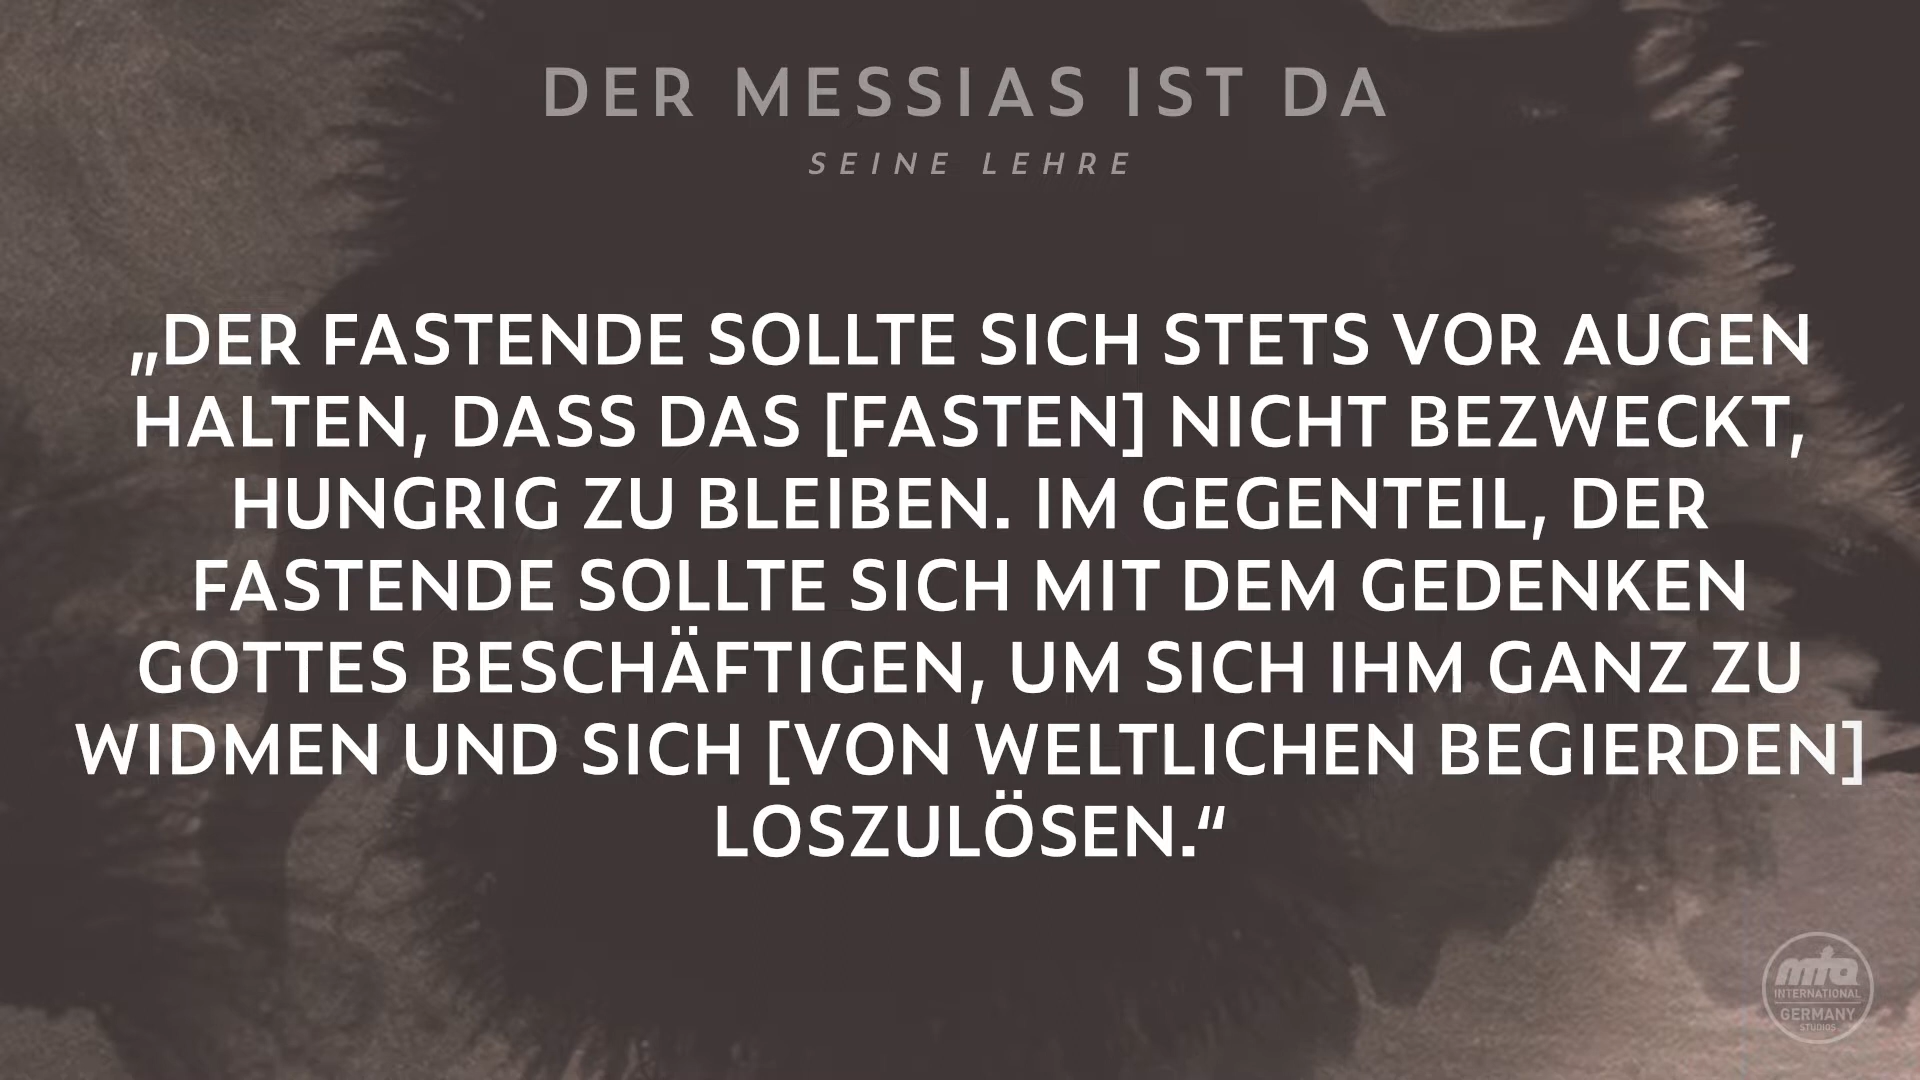 DER MESSIAS IST DA
SEINE LEHRE
„DER FASTENDE SOLLTE SICH STETS VOR AUGEN
HALTEN, DASS DAS [FASTEN] NICHT BEZWECKT,
HUNGRIG ZU BLEIBEN. IM GEGENTEIL, DER
FASTENDE SOLLTE SICH MIT DEM GEDENKEN
GOTTES BESCHÄFTIGEN, UM SICH IHM GANZ ZU
WIDMEN UND SICH [VON WELTLICHEN BEGIERDEN]
LOSZULÖSEN.“
mta
INTERNATIONAL
GERMANY
STUDIOS